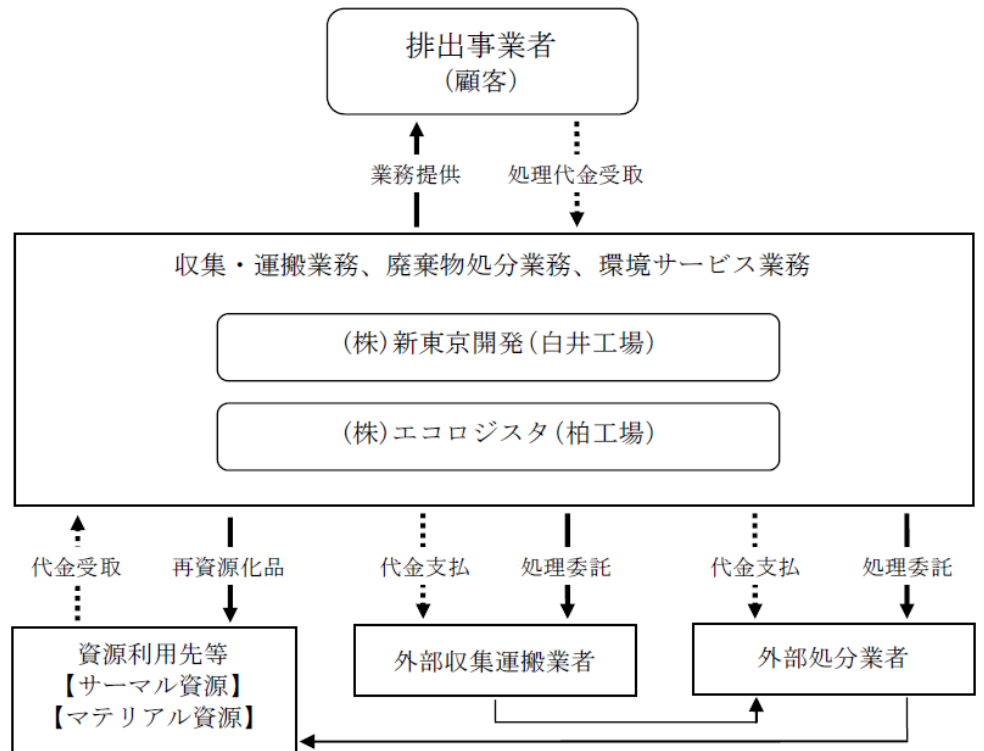 排出事業者
(顧客)
業務提供
処理代金受取
収集・運搬業務、廃棄物処分業務、環境サービス業務
(株)新東京開発(白井工場)
(株)エコロジスタ(柏工場)
代金受取
再資源化品
代金支払
処理委託
代金支払
処理委託
資源利用先等
【サーマル資源】
【マテリアル資源】
外部収集運搬業者
外部処分業者